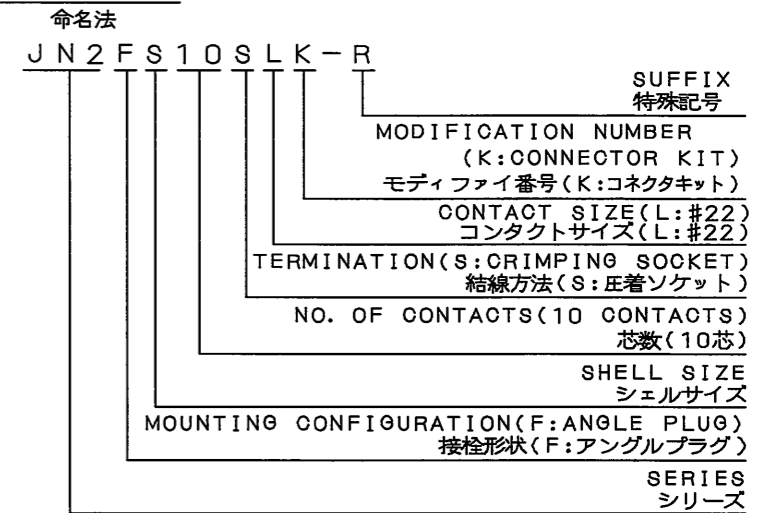 命名法
JN2FS10SLK-R
SUFFIX
特殊記号
MODIFICATION NUMBER
(K:CONNECTOR KIT)
モディファイ番号(K:コネクタキット)
CONTACT SIZE(L:#22)
コンタクトサイズ(L:#22)
TERMINATION(S:CRIMPING SOCKET)
結線方法(S:圧着ソケット)
NO. OF CONTACTS(10 CONTACTS)
芯数(10芯)
SHELL SIZE
シェルサイズ
MOUNTING CONFIGURATION(F:ANGLE PLUG)
接栓形状(F:アングルプラグ)
SERIES
シリーズ